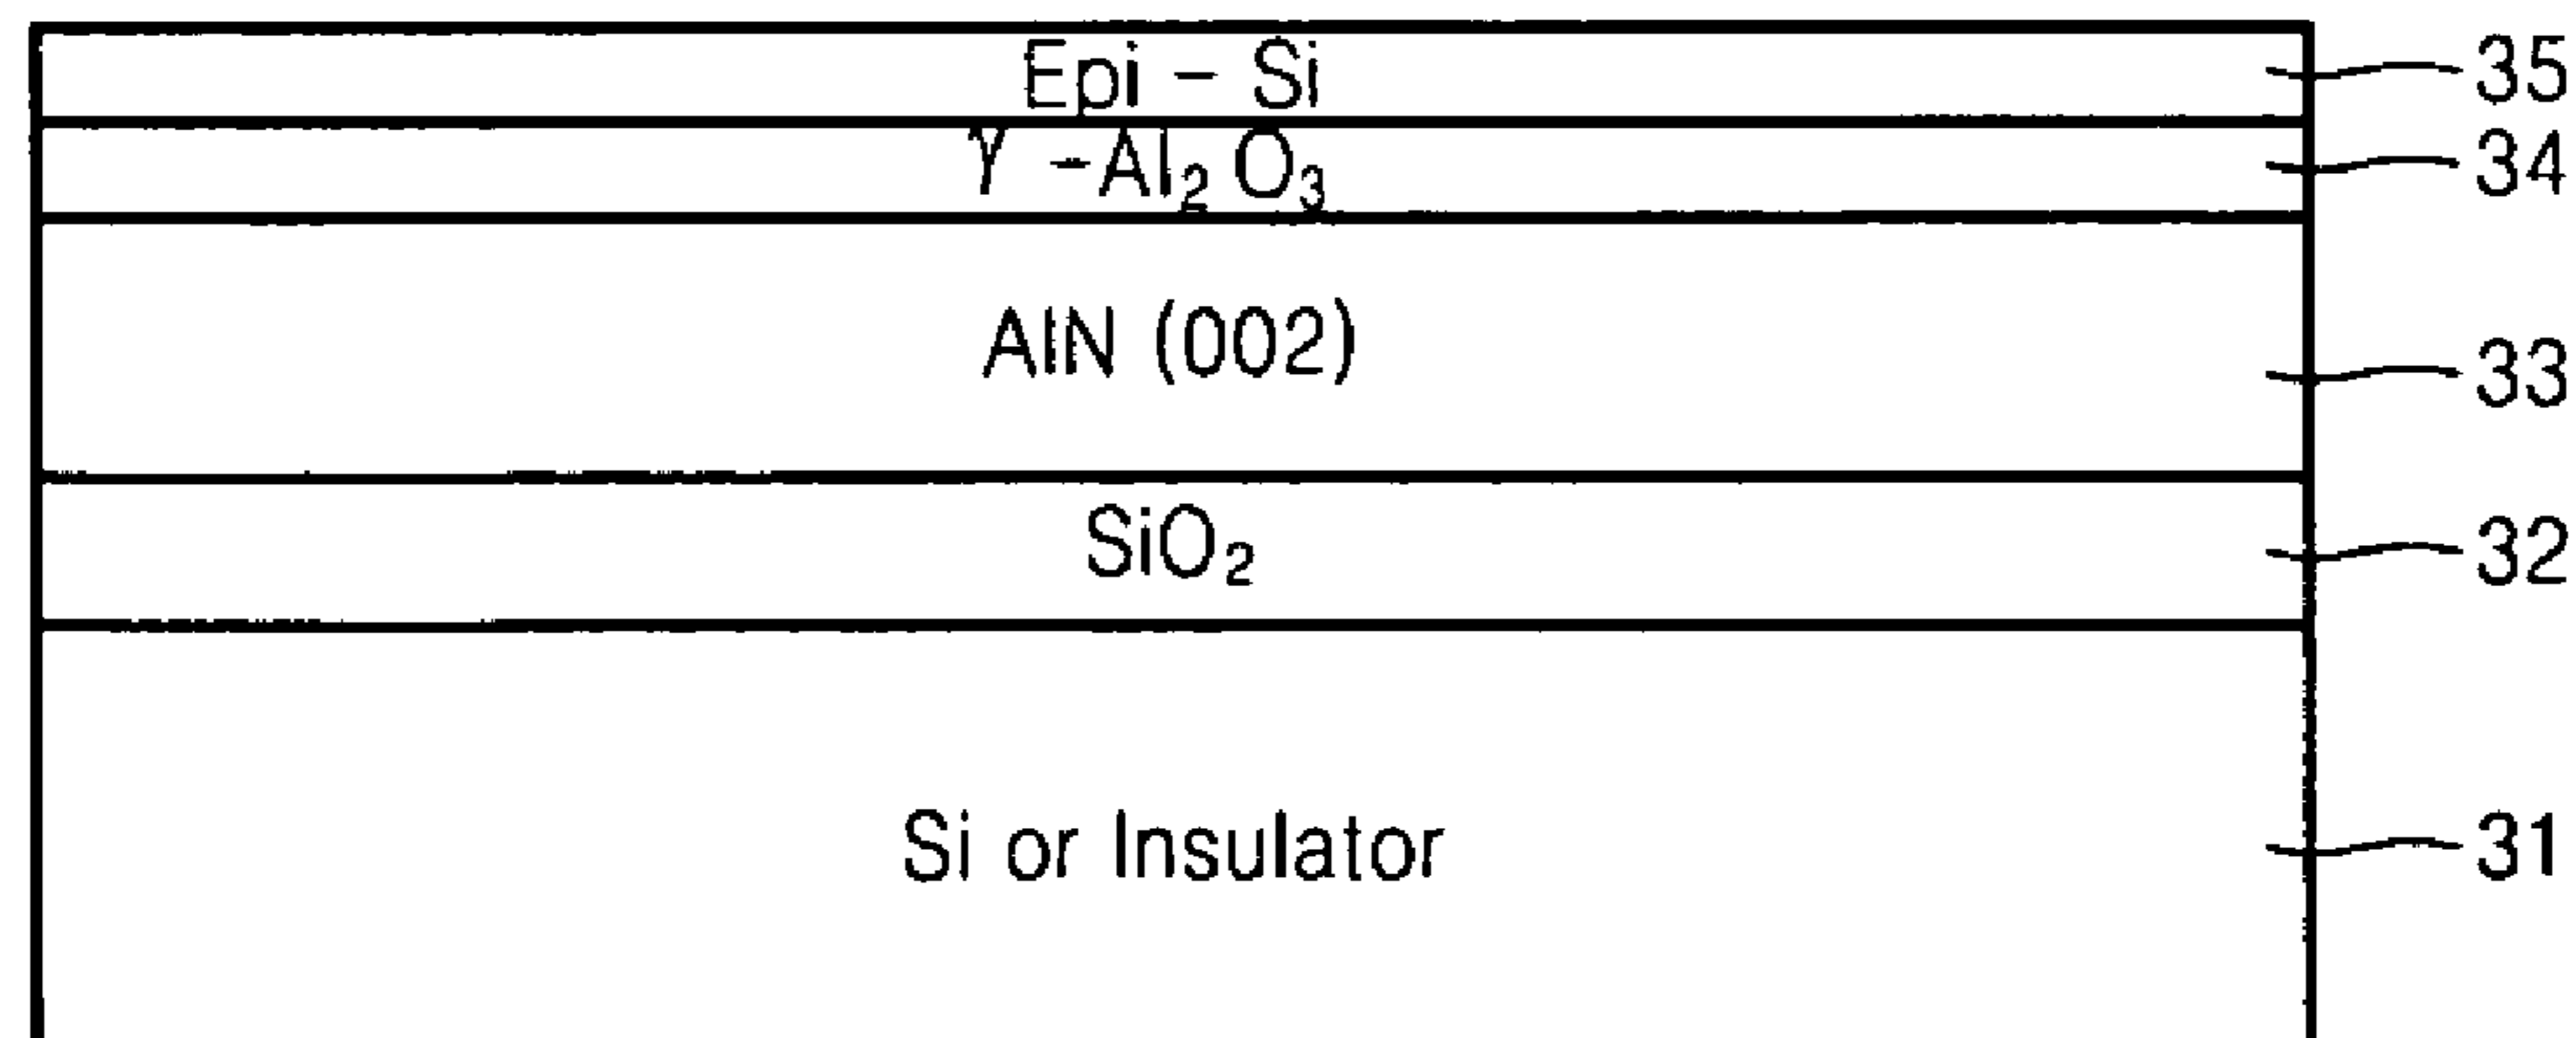 Epi - Si 35
γ -Al₂ O₃ 34
AlN (002) 33
SiO₂ 32
Si or Insulator 31